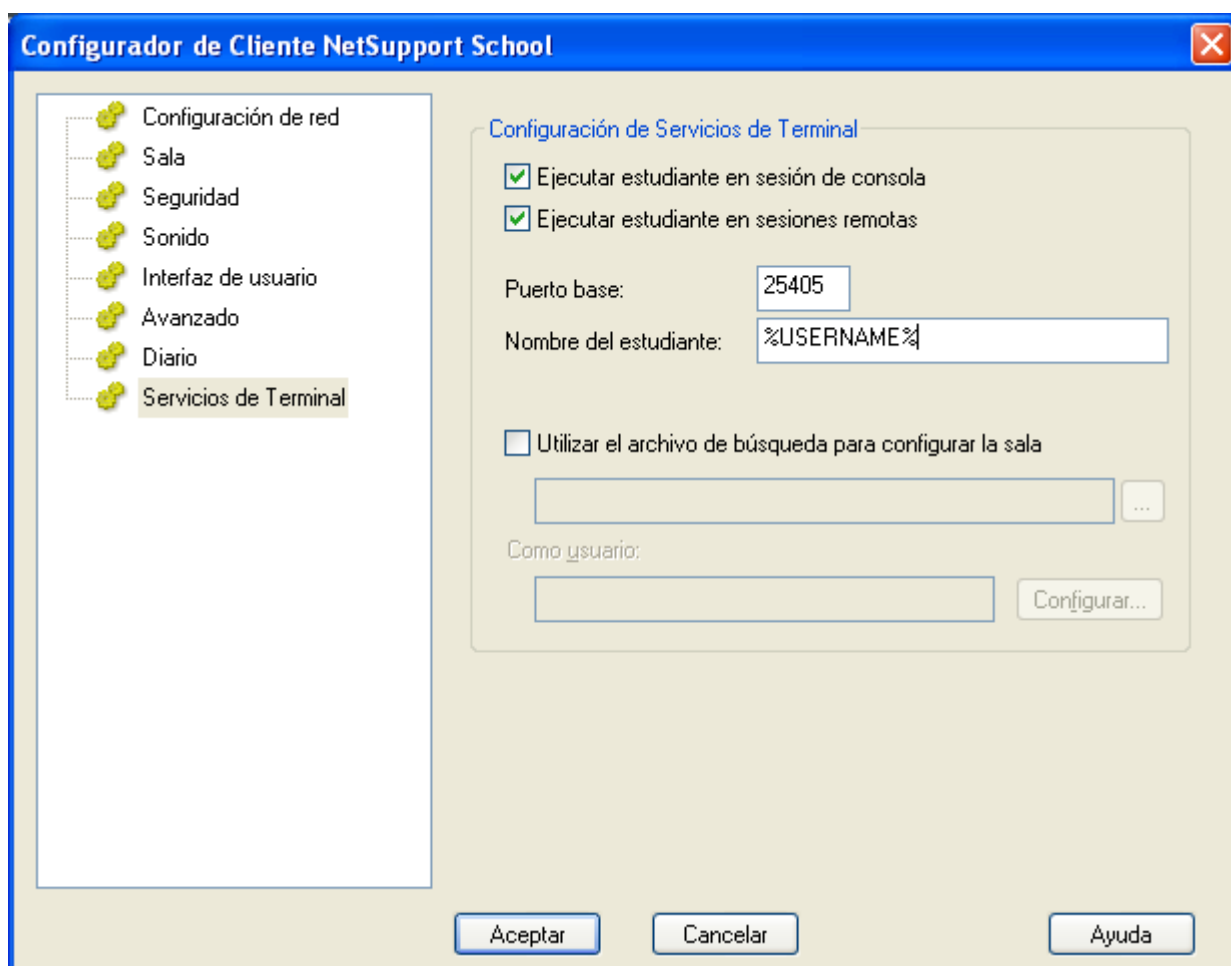 Configurador de Cliente NetSupport School
Configuración de red
Sala
Seguridad
Sonido
Interfaz de usuario
Avanzado
Diario
Servicios de Terminal
Configuración de Servicios de Terminal
Ejecutar estudiante en sesión de consola
Ejecutar estudiante en sesiones remotas
Puerto base: 25405
Nombre del estudiante: %USERNAME%
Utilizar el archivo de búsqueda para configurar la sala
...
Como usuario:
Configurar...
Aceptar Cancelar Ayuda